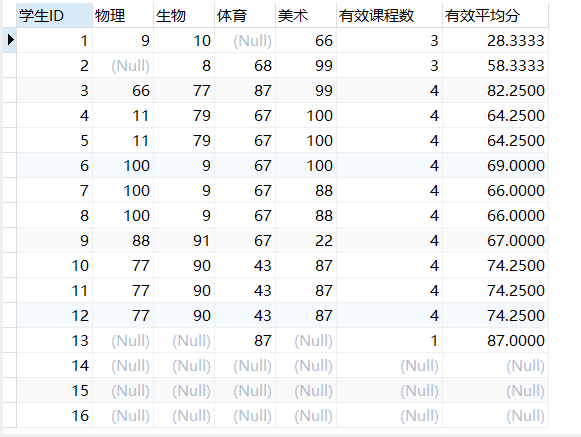 学生ID 物理 生物 体育 美术 有效课程数 有效平均分
1 9 10 (Null) 66 3 28.3333
2 (Null) 8 68 99 3 58.3333
3 66 77 87 99 4 82.2500
4 11 79 67 100 4 64.2500
5 11 79 67 100 4 64.2500
6 100 9 67 100 4 69.0000
7 100 9 67 88 4 66.0000
8 100 9 67 88 4 66.0000
9 88 91 67 22 4 67.0000
10 77 90 43 87 4 74.2500
11 77 90 43 87 4 74.2500
12 77 90 43 87 4 74.2500
13 (Null) (Null) 87 (Null) 1 87.0000
14 (Null) (Null) (Null) (Null) (Null) (Null)
15 (Null) (Null) (Null) (Null) (Null) (Null)
16 (Null) (Null) (Null) (Null) (Null) (Null)